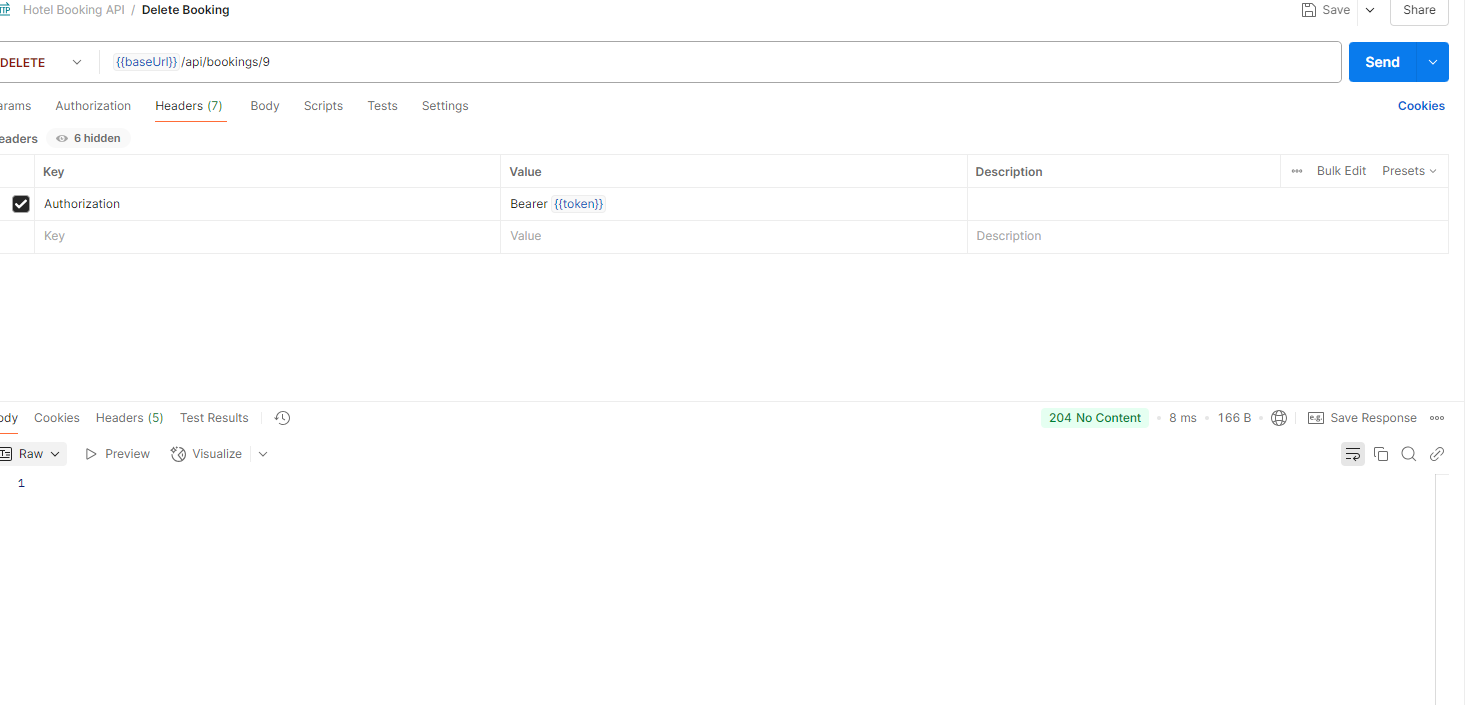 Hotel Booking API / Delete Booking
Save
Share
DELETE
{{baseUrl}} /api/bookings/9
Send
arams Authorization Headers (7) Body Scripts Tests Settings
Cookies
eaders 6 hidden
Key Value Description ••• Bulk Edit Presets
Authorization Bearer {{token}}
Key Value Description
ody Cookies Headers (5) Test Results
204 No Content • 8 ms • 166 B • e.g. Save Response •••
Raw Preview Visualize
1